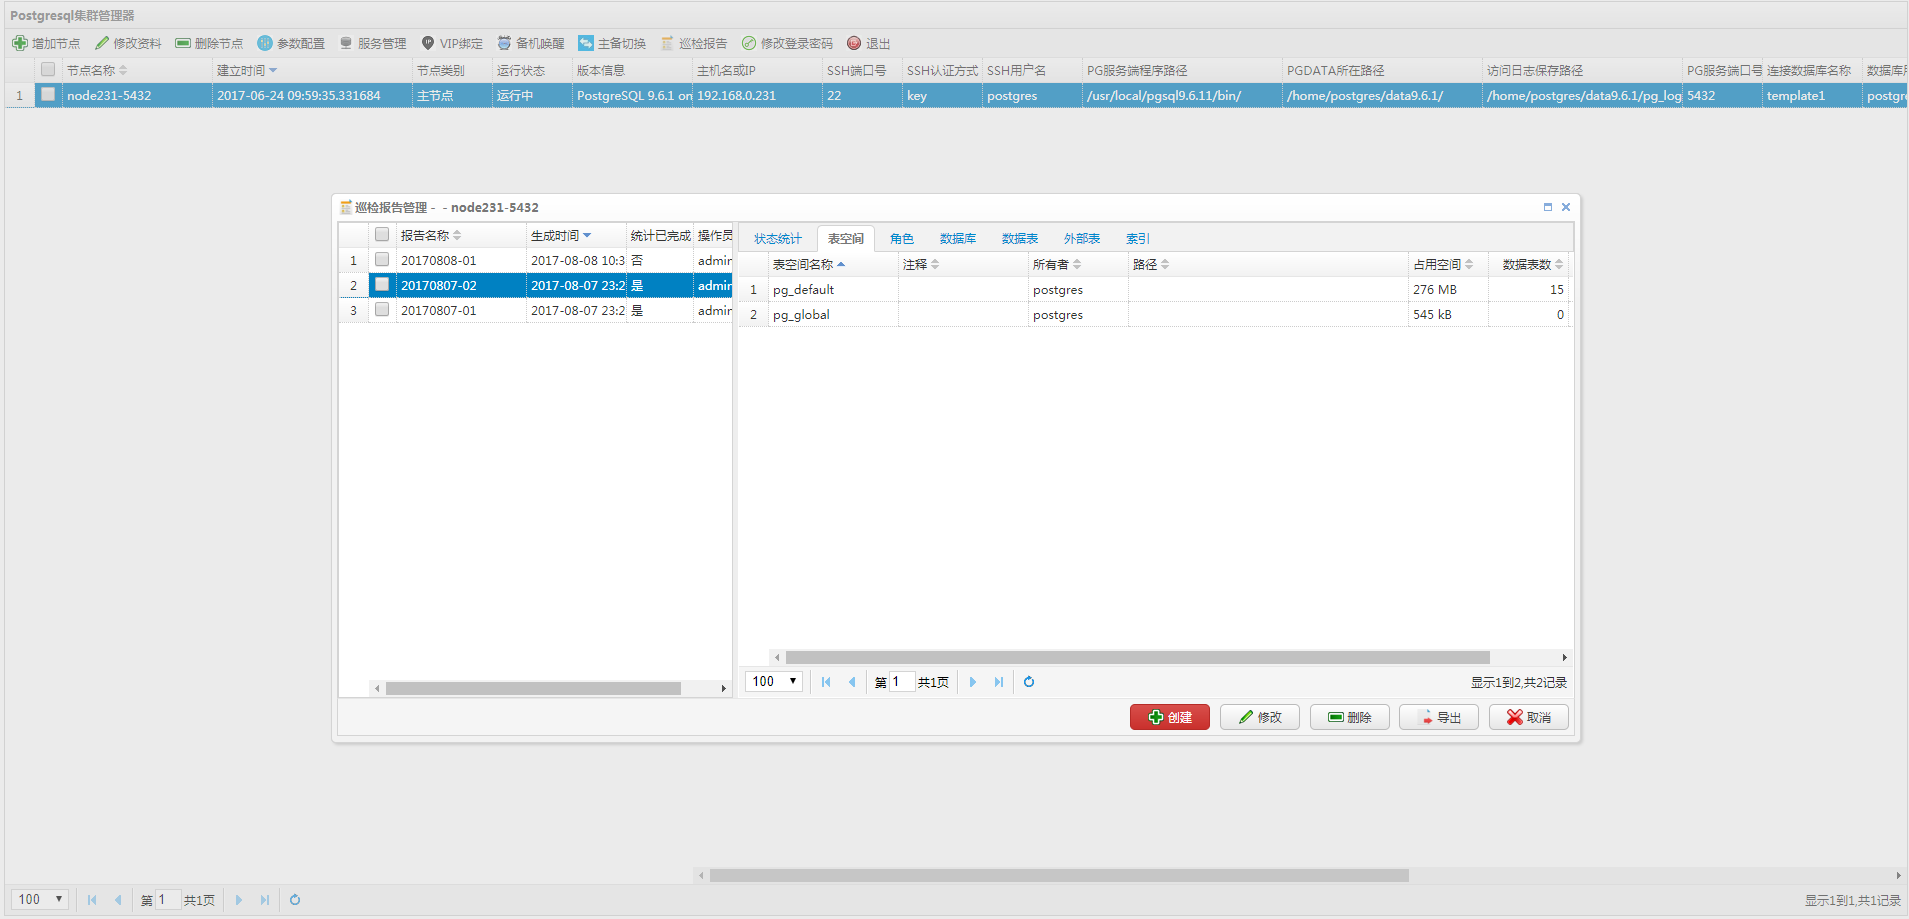 Postgresql集群管理器
增加节点 修改资料 删除节点 参数配置 服务管理 VIP绑定 备机唤醒 主备切换 巡检报告 修改登录密码 退出
节点名称 建立时间 节点类别 运行状态 版本信息 主机名或IP SSH端口号 SSH认证方式 SSH用户名 PG服务端程序路径 PGDATA所在路径 访问日志保存路径 PG服务端口号 连接数据库名称 数据库
1 node231-5432 2017-06-24 09:59:35.331684 主节点 运行中 PostgreSQL 9.6.1 on 192.168.0.231 22 key postgres /usr/local/pgsql9.6.11/bin/ /home/postgres/data9.6.1/ /home/postgres/data9.6.1/pg_log 5432 template1 postgr
巡检报告管理 - - node231-5432
报告名称 生成时间 统计已完成 操作员
1 20170808-01 2017-08-08 10:3 否 admin
2 20170807-02 2017-08-07 23:2 是 admin
3 20170807-01 2017-08-07 23:2 是 admin
状态统计 表空间 角色 数据库 数据表 外部表 索引
表空间名称 注释 所有者 路径 占用空间 数据表数
1 pg_default postgres 276 MB 15
2 pg_global postgres 545 kB 0
100 第 1 共1页 显示1到2,共2记录
创建 修改 删除 导出 取消
100 第 1 共1页 显示1到1,共1记录